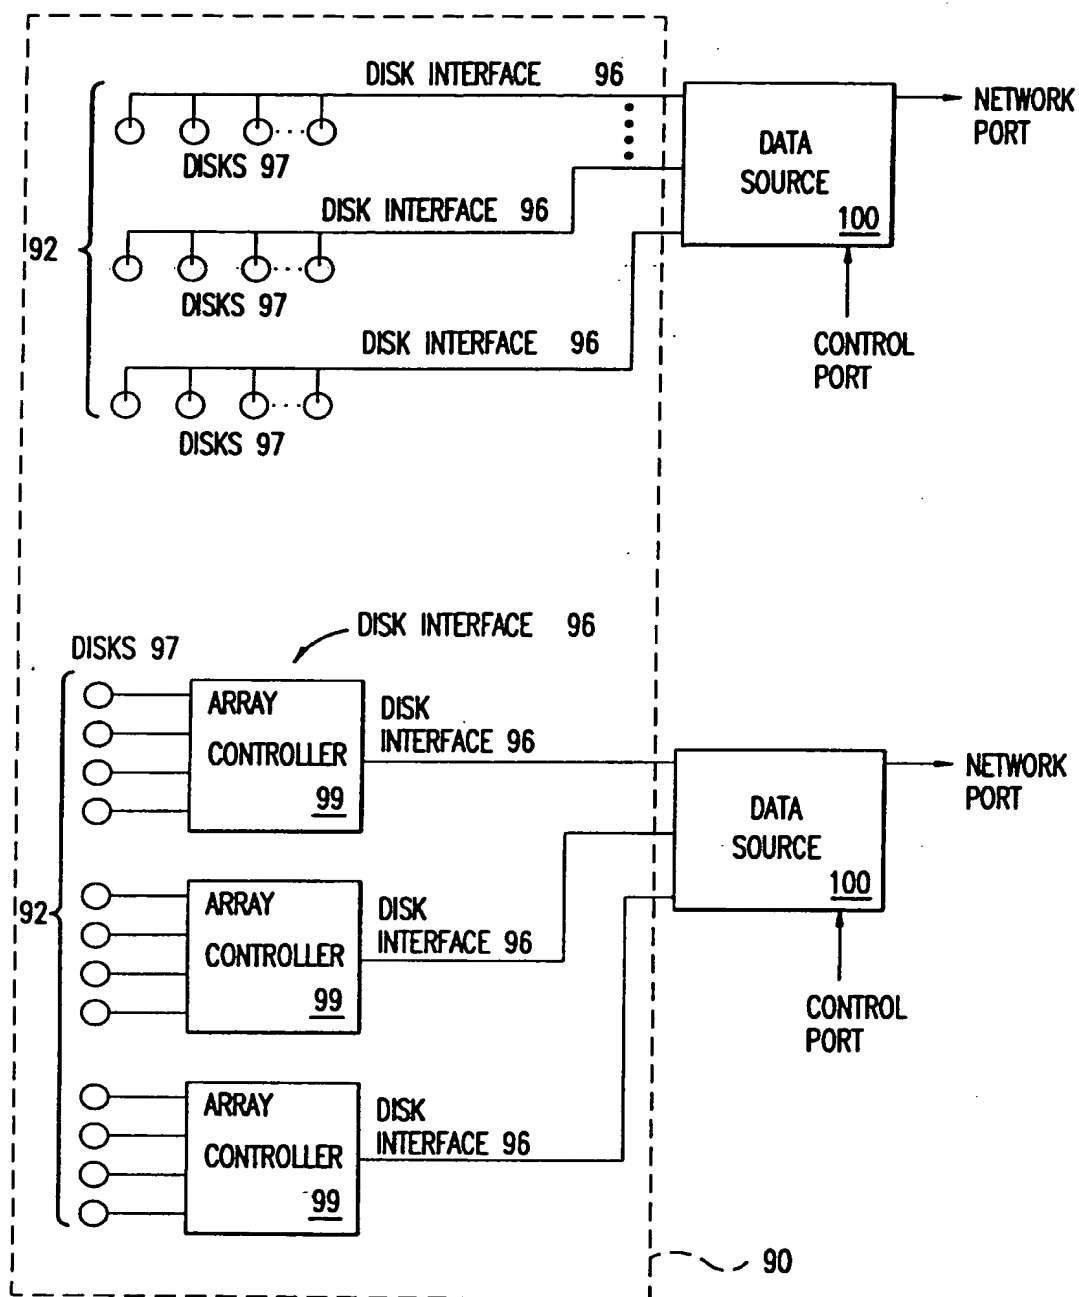 DISK INTERFACE 96
NETWORK
PORT
DATA
SOURCE
100
DISKS 97
DISK INTERFACE 96
92
DISKS 97
CONTROL
PORT
DISK INTERFACE 96
DISKS 97
DISK INTERFACE 96
DISKS 97
ARRAY
CONTROLLER
99
DISK
INTERFACE 96
NETWORK
PORT
DATA
SOURCE
100
92
ARRAY
CONTROLLER
99
DISK
INTERFACE 96
CONTROL
PORT
ARRAY
CONTROLLER
99
DISK
INTERFACE 96
90